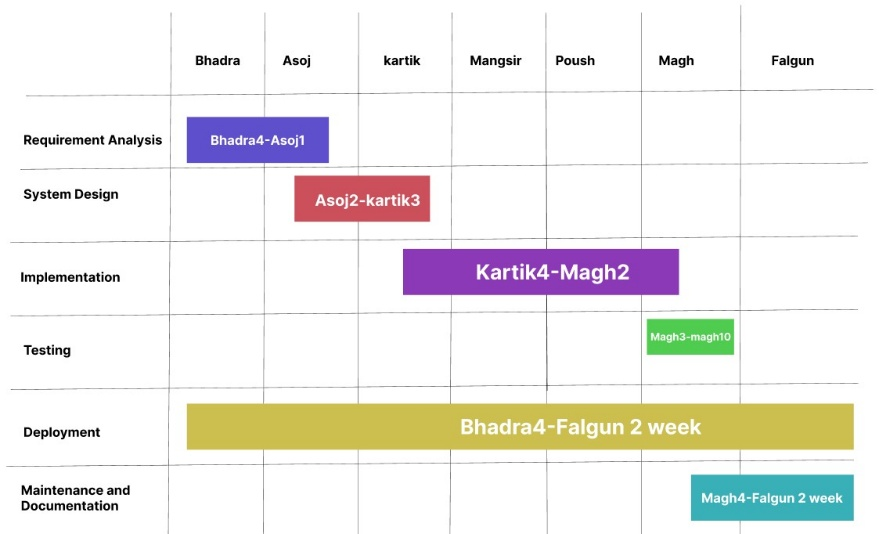 Bhadra Asoj kartik Mangsir Poush Magh Falgun
Requirement Analysis Bhadra4-Asoj1
System Design Asoj2-kartik3
Implementation Kartik4-Magh2
Testing Magh3-magh10
Deployment Bhadra4-Falgun 2 week
Maintenance and
Documentation Magh4-Falgun 2 week